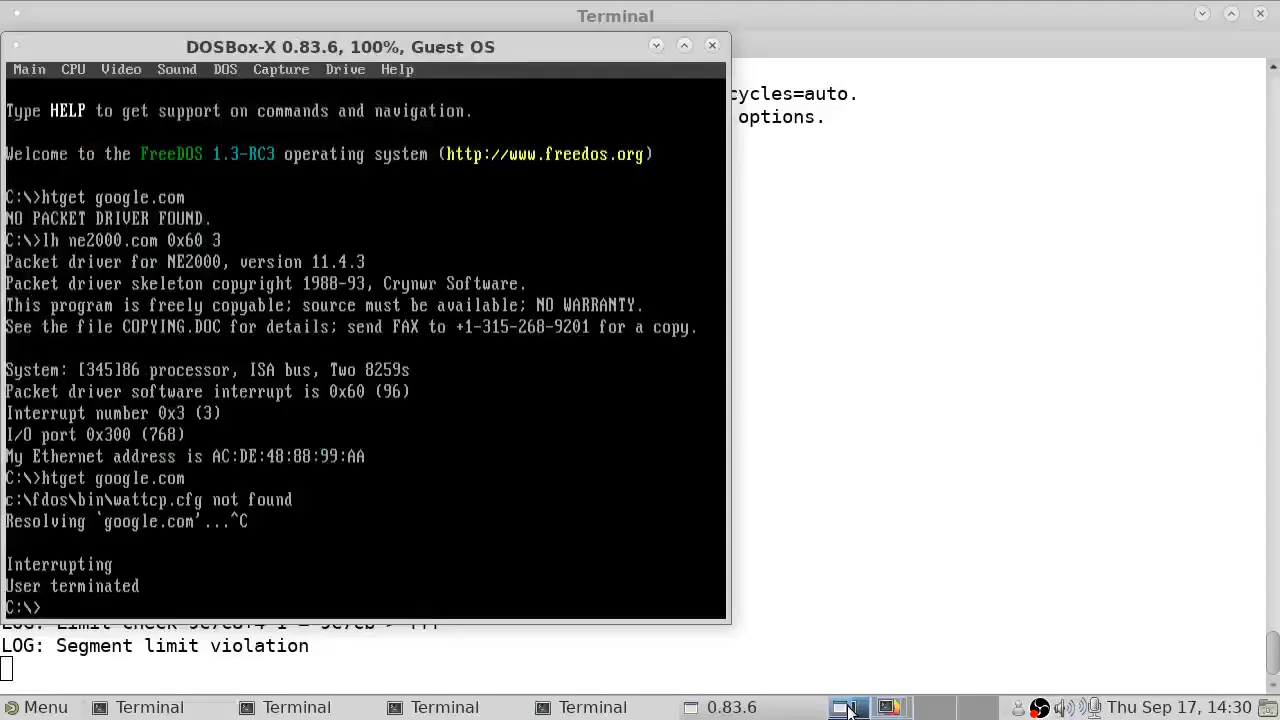 Terminal
DOSBox-X 0.83.6, 100%, Guest OS
Main CPU Video Sound DOS Capture Drive Help
cycles=auto.
options.
Type HELP to get support on commands and navigation.
Welcome to the FreeDOS 1.3-RC3 operating system (http://www.freedos.org)
C:\>htget google.com
NO PACKET DRIVER FOUND.
C:\>lh ne2000.com 0x60 3
Packet driver for NE2000, version 11.4.3
Packet driver skeleton copyright 1988-93, Crynwr Software.
This program is freely copyable; source must be available; NO WARRANTY.
See the file COPYING.DOC for details; send FAX to +1-315-268-9201 for a copy.
System: [345]86 processor, ISA bus, Two 8259s
Packet driver software interrupt is 0x60 (96)
Interrupt number 0x3 (3)
I/O port 0x300 (768)
My Ethernet address is AC:DE:48:88:99:AA
C:\>htget google.com
c:\fdos\bin\wattcp.cfg not found
Resolving `google.com'...^C
Interrupting
User terminated
C:\>
LOG: Segment limit violation
Menu Terminal Terminal Terminal Terminal 0.83.6 Thu Sep 17, 14:30